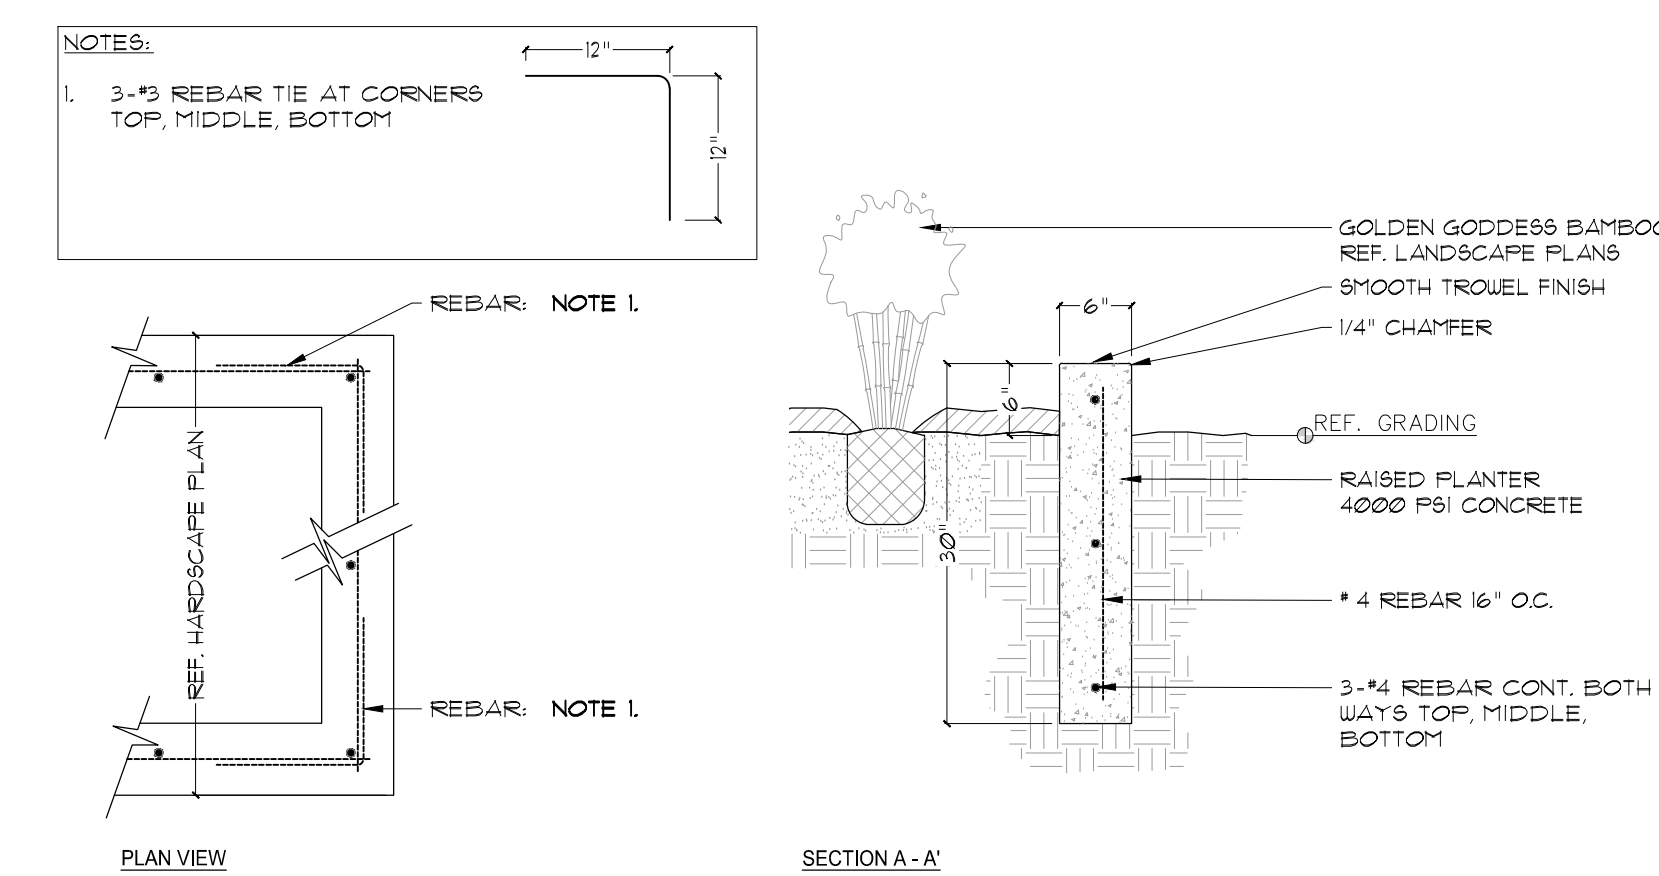 NOTES:
12"
1. 3-#3 REBAR TIE AT CORNERS
TOP, MIDDLE, BOTTOM
12"
REBAR: NOTE 1.
REF. HARDSCAPE PLAN
REBAR: NOTE 1.
PLAN VIEW
GOLDEN GODDESS BAMBOO
REF. LANDSCAPE PLANS
SMOOTH TROWEL FINISH
6"
1/4" CHAMFER
6"
REF. GRADING
RAISED PLANTER
4000 PSI CONCRETE
30"
# 4 REBAR 16" O.C.
3-#4 REBAR CONT. BOTH
WAYS TOP, MIDDLE,
BOTTOM
SECTION A - A'